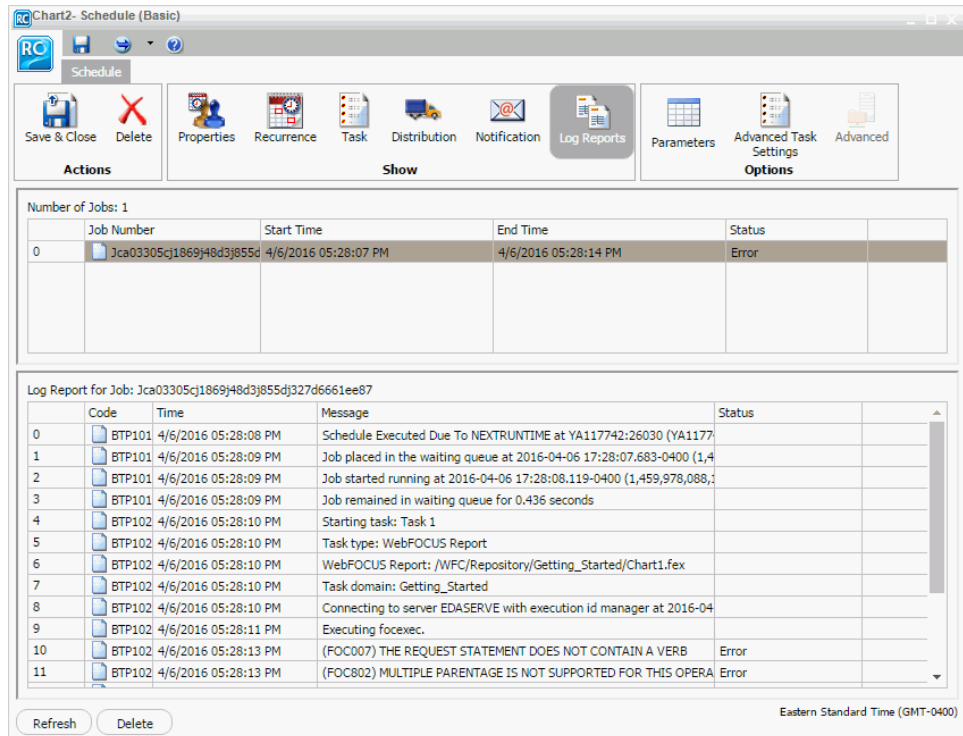 RC Chart2- Schedule (Basic)
RC
Schedule
Save & Close Delete Properties Recurrence Task Distribution Notification Log Reports Parameters Advanced Task Settings Advanced
Actions Show Options
Number of Jobs: 1
Job Number Start Time End Time Status
0 Jca03305cj1869j48d3j855d 4/6/2016 05:28:07 PM 4/6/2016 05:28:14 PM Error
Log Report for Job: Jca03305cj1869j48d3j855dj327d6661ee87
Code Time Message Status
0 BTP101 4/6/2016 05:28:08 PM Schedule Executed Due To NEXTRUNTIME at YA117742:26030 (YA1177
1 BTP101 4/6/2016 05:28:09 PM Job placed in the waiting queue at 2016-04-06 17:28:07.683-0400 (1,4
2 BTP101 4/6/2016 05:28:09 PM Job started running at 2016-04-06 17:28:08.119-0400 (1,459,978,088,1
3 BTP101 4/6/2016 05:28:09 PM Job remained in waiting queue for 0.436 seconds
4 BTP102 4/6/2016 05:28:10 PM Starting task: Task 1
5 BTP102 4/6/2016 05:28:10 PM Task type: WebFOCUS Report
6 BTP102 4/6/2016 05:28:10 PM WebFOCUS Report: /WFC/Repository/Getting_Started/Chart1.fex
7 BTP102 4/6/2016 05:28:10 PM Task domain: Getting_Started
8 BTP102 4/6/2016 05:28:10 PM Connecting to server EDASERVE with execution id manager at 2016-04
9 BTP102 4/6/2016 05:28:11 PM Executing focexec.
10 BTP102 4/6/2016 05:28:13 PM (FOC007) THE REQUEST STATEMENT DOES NOT CONTAIN A VERB Error
11 BTP102 4/6/2016 05:28:13 PM (FOC802) MULTIPLE PARENTAGE IS NOT SUPPORTED FOR THIS OPERA Error
Eastern Standard Time (GMT-0400)
Refresh Delete